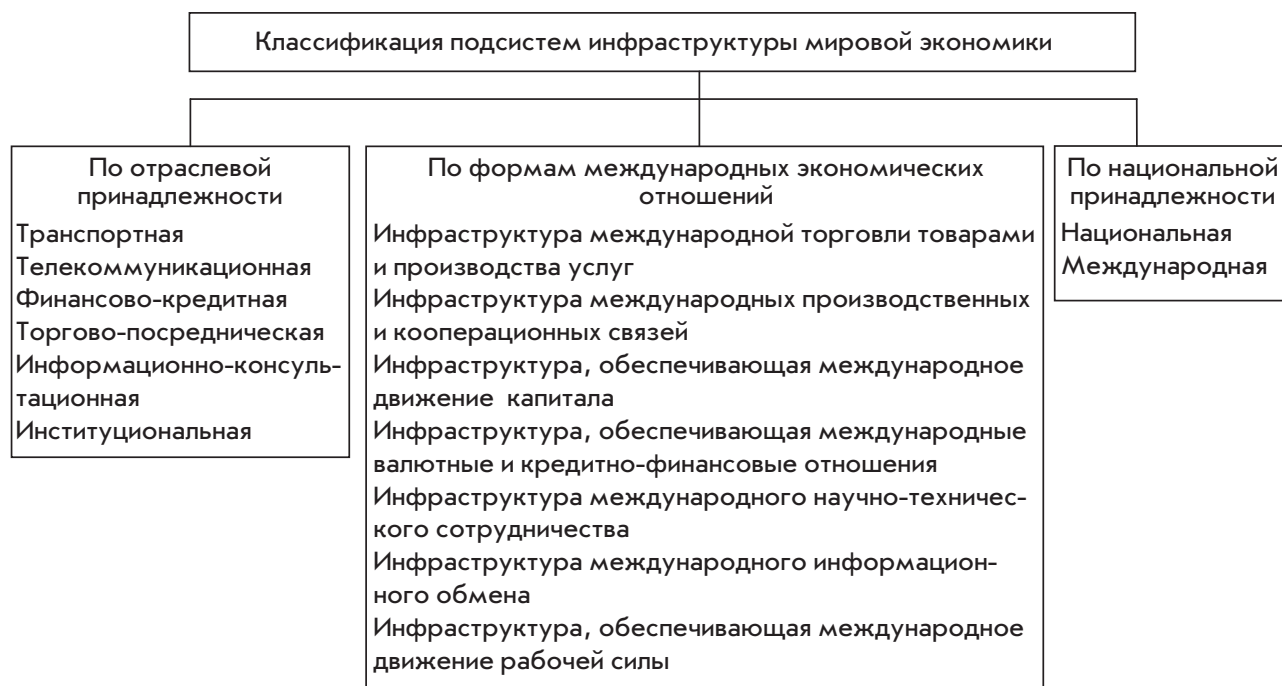 Классификация подсистем инфраструктуры мировой экономики
По отраслевой
принадлежности
Транспортная
Телекоммуникационная
Финансово-кредитная
Торгово-посредническая
Информационно-консуль-
тационная
Институциональная
По формам международных экономических
отношений
Инфраструктура международной торговли товарами
и производства услуг
Инфраструктура международных производственных
и кооперационных связей
Инфраструктура, обеспечивающая международное
движение капитала
Инфраструктура, обеспечивающая международные
валютные и кредитно-финансовые отношения
Инфраструктура международного научно-техничес-
кого сотрудничества
Инфраструктура международного информацион-
ного обмена
Инфраструктура, обеспечивающая международное
движение рабочей силы
По национальной
принадлежности
Национальная
Международная